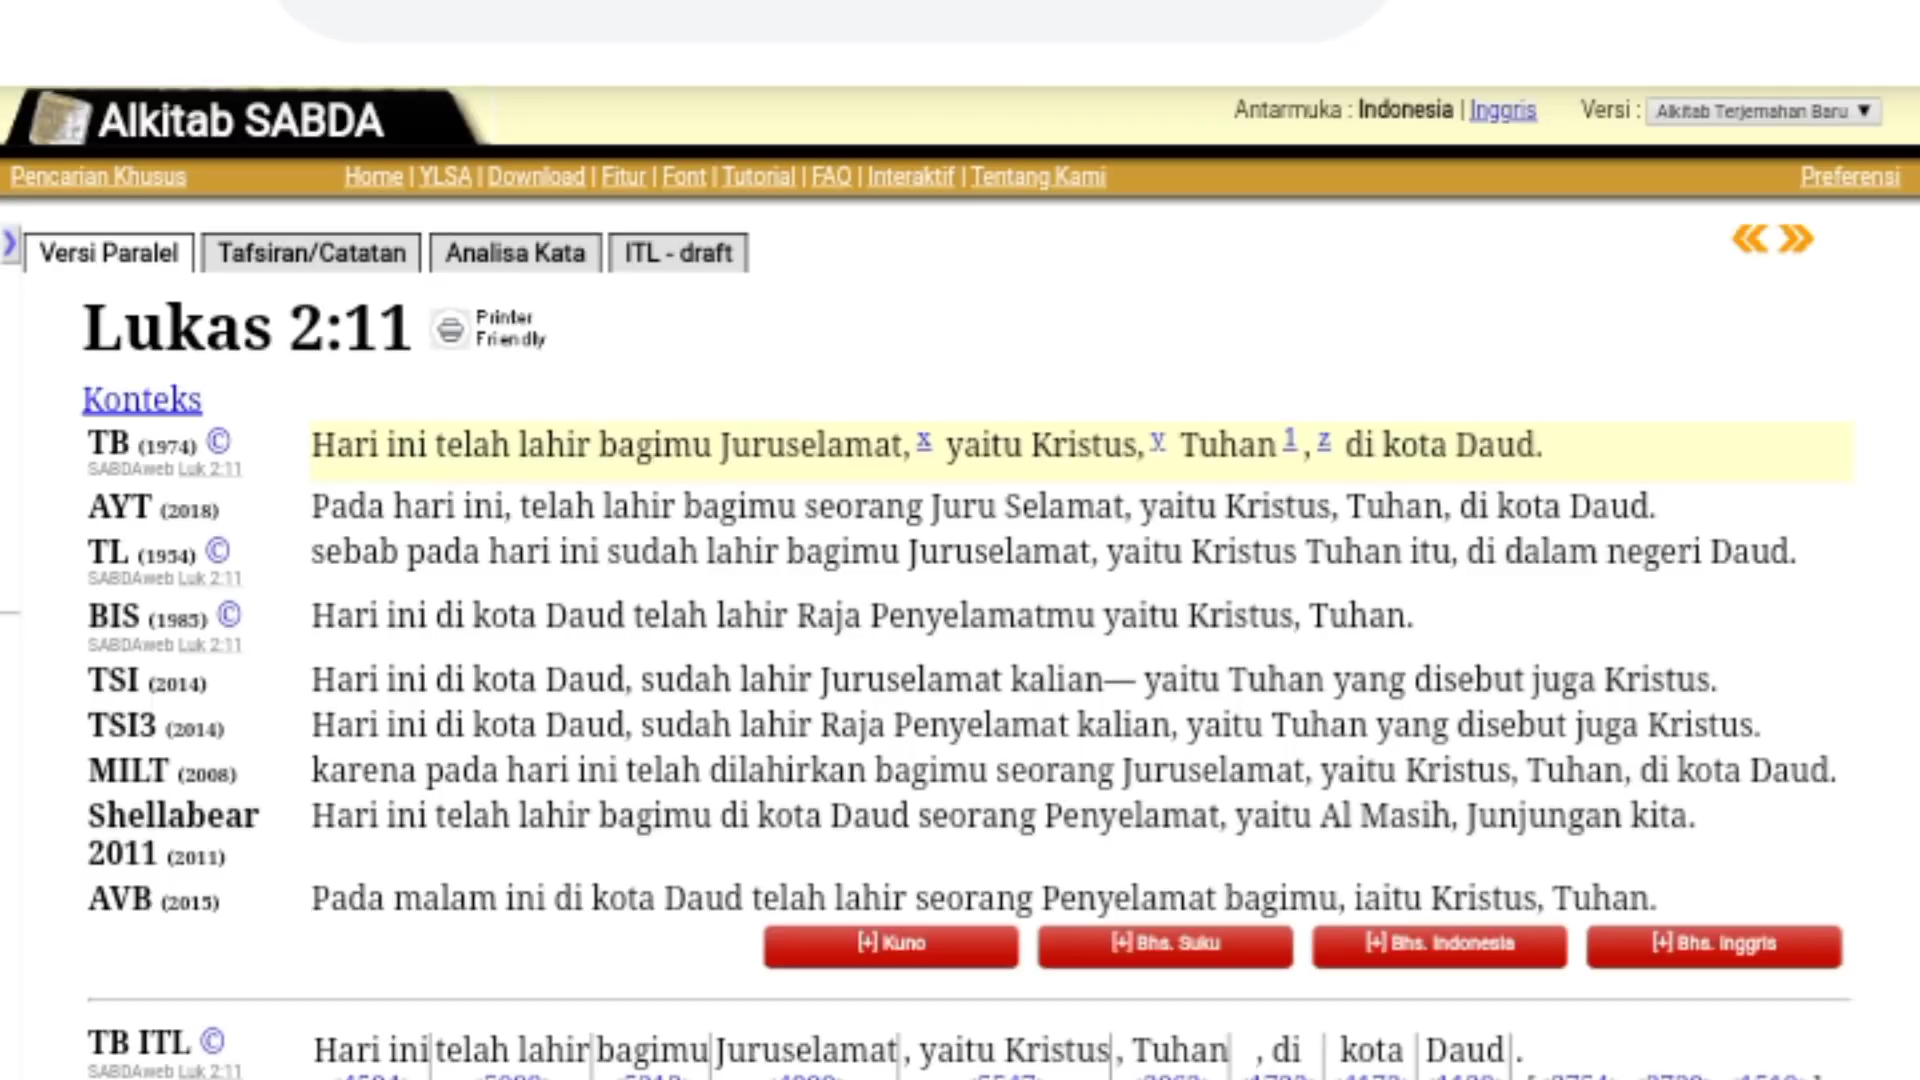 Alkitab SABDA
Antarmuka : Indonesia | Inggris Versi : Alkitab Terjemahan Baru ▼
Pencarian Khusus Home | YLSA | Download | Fitur | Font | Tutorial | FAQ | Interaktif | Tentang Kami Preferensi
Versi Paralel Tafsiran/Catatan Analisa Kata ITL - draft
Lukas 2:11 Printer Friendly
Konteks
TB (1974) © Hari ini telah lahir bagimu Juruselamat, x yaitu Kristus, y Tuhan 1 , z di kota Daud.
SABDAweb Luk 2:11
AYT (2018) Pada hari ini, telah lahir bagimu seorang Juru Selamat, yaitu Kristus, Tuhan, di kota Daud.
TL (1954) © sebab pada hari ini sudah lahir bagimu Juruselamat, yaitu Kristus Tuhan itu, di dalam negeri Daud.
SABDAweb Luk 2:11
BIS (1985) © Hari ini di kota Daud telah lahir Raja Penyelamatmu yaitu Kristus, Tuhan.
SABDAweb Luk 2:11
TSI (2014) Hari ini di kota Daud, sudah lahir Juruselamat kalian— yaitu Tuhan yang disebut juga Kristus.
TSI3 (2014) Hari ini di kota Daud, sudah lahir Raja Penyelamat kalian, yaitu Tuhan yang disebut juga Kristus.
MILT (2008) karena pada hari ini telah dilahirkan bagimu seorang Juruselamat, yaitu Kristus, Tuhan, di kota Daud.
Shellabear Hari ini telah lahir bagimu di kota Daud seorang Penyelamat, yaitu Al Masih, Junjungan kita.
2011 (2011)
AVB (2015) Pada malam ini di kota Daud telah lahir seorang Penyelamat bagimu, iaitu Kristus, Tuhan.
[+] Kuno [+] Bhs. Suku [+] Bhs. Indonesia [+] Bhs. Inggris
TB ITL © Hari ini telah lahir bagimu Juruselamat , yaitu Kristus , Tuhan , di kota Daud .
SABDAweb Luk 2:11